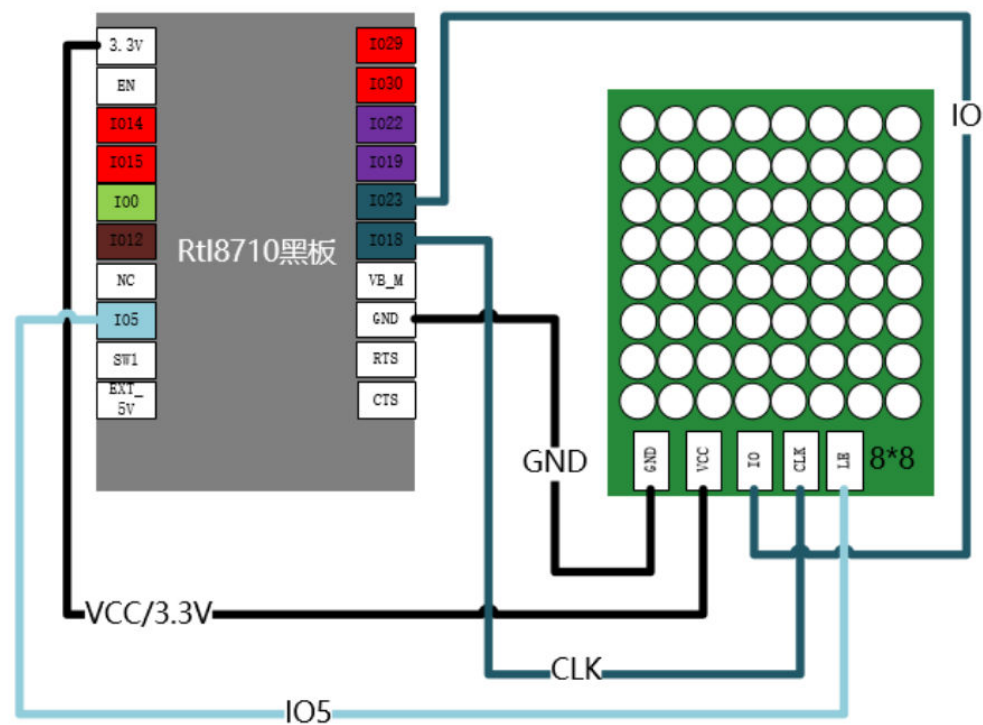 3.3V
EN
IO14
IO15
IO0
IO12
NC
IO5
SW1
EXT_
5V
Rtl8710黑板
IO29
IO30
IO22
IO19
IO23
IO18
VB_M
GND
RTS
CTS
IO
GND
VCC
IO
CLK
LE
8*8
GND
VCC/3.3V
CLK
IO5